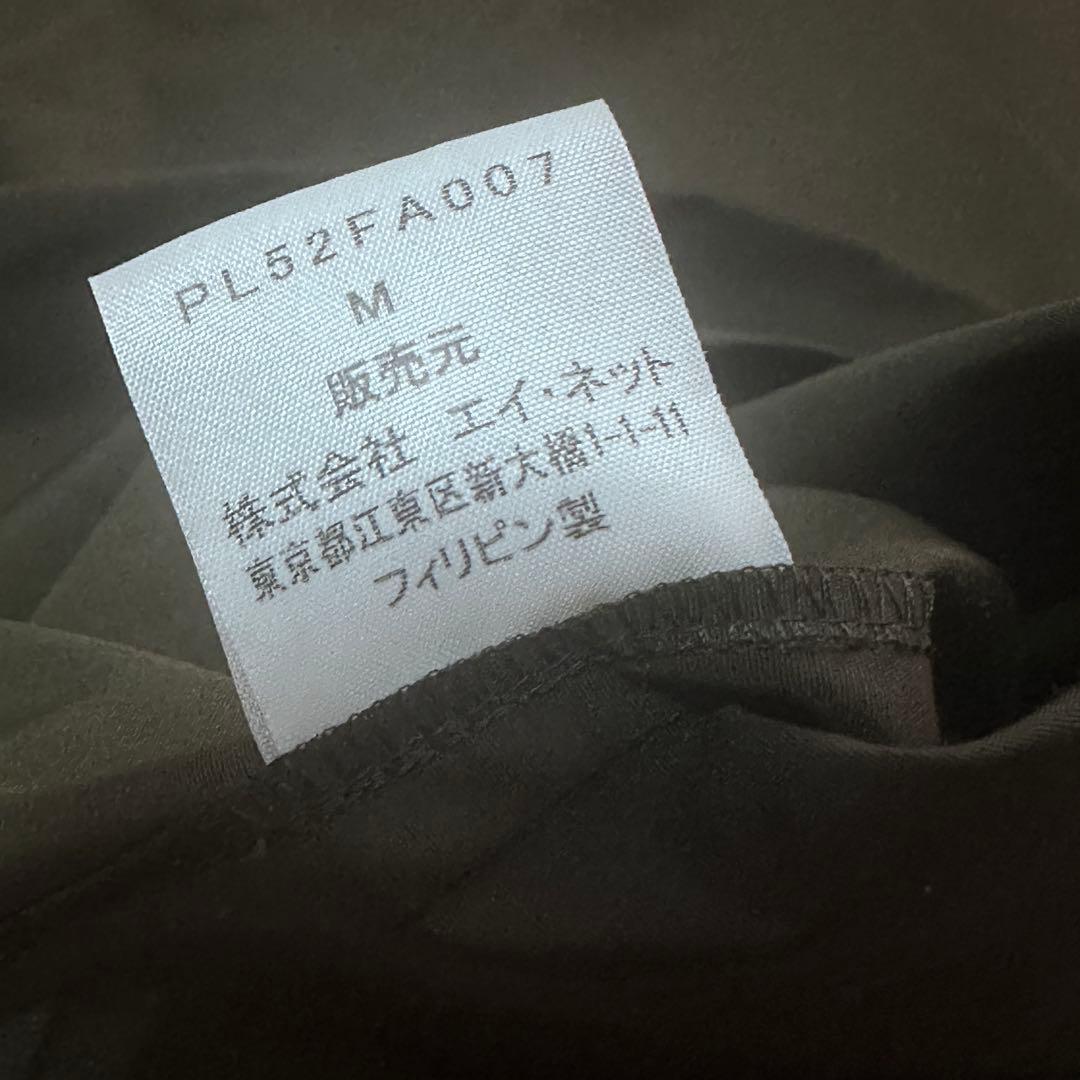 PL52FA007
M
販売元
株式会社 エイ・ネット
東京都江東区新大橋1-1-11
フィリピン製